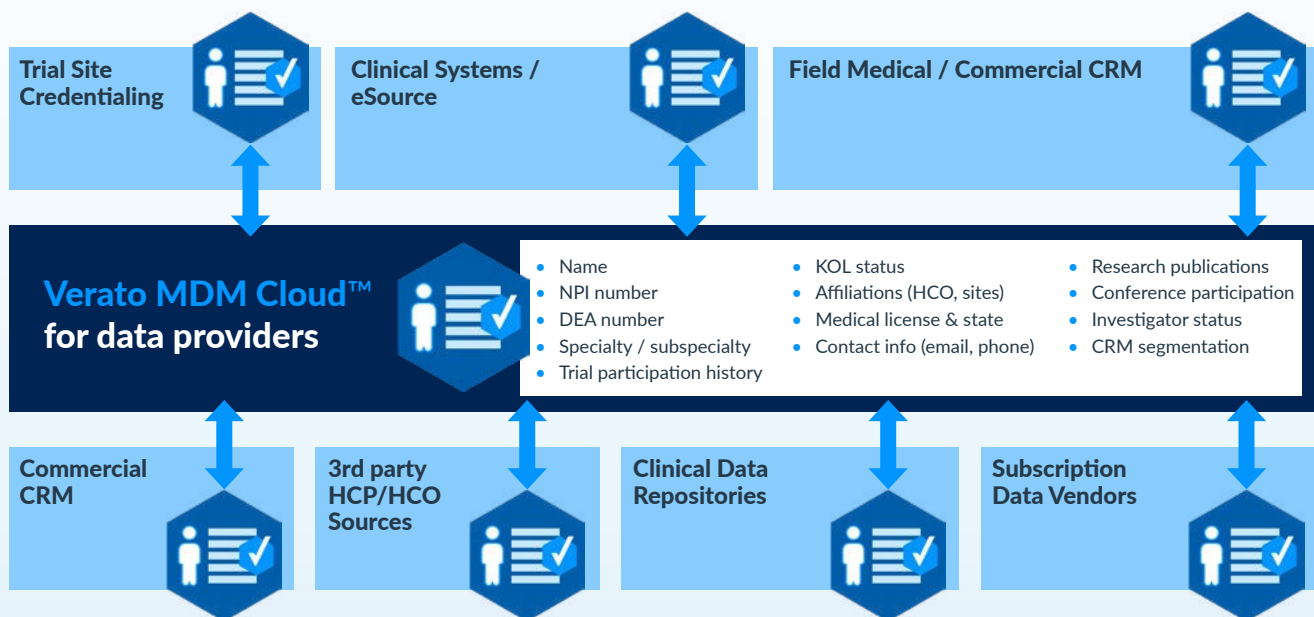 Trial Site
Credentialing
Clinical Systems /
eSource
Field Medical / Commercial CRM
Verato MDM Cloud™
for data providers
• Name
• NPI number
• DEA number
• Specialty / subspecialty
• Trial participation history
• KOL status
• Affiliations (HCO, sites)
• Medical license & state
• Contact info (email, phone)
• Research publications
• Conference participation
• Investigator status
• CRM segmentation
Commercial
CRM
3rd party
HCP/HCO
Sources
Clinical Data
Repositories
Subscription
Data Vendors